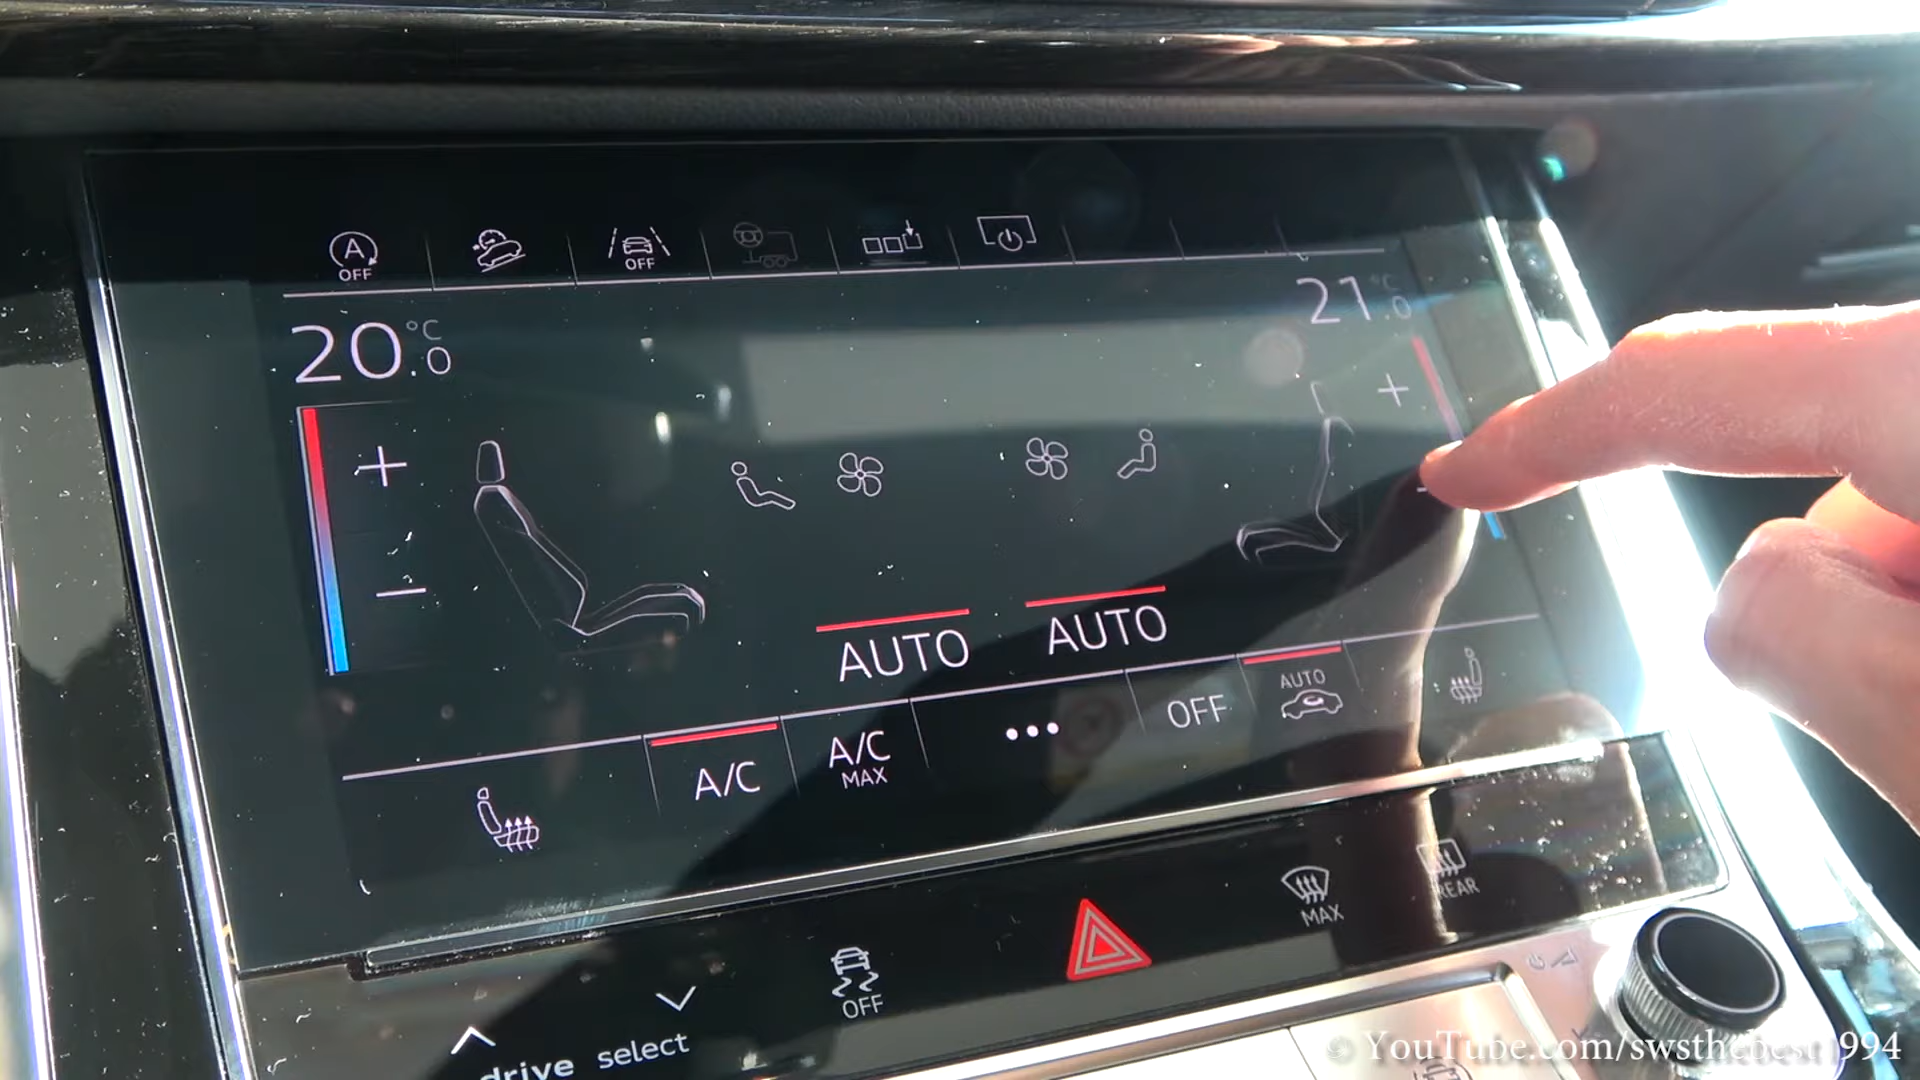 A
OFF
OFF
20.0 °C
21.0 °C
AUTO
AUTO
A/C
A/C
MAX
OFF
AUTO
MAX
REAR
OFF
drive select
© YouTube.com/swsthebest1994